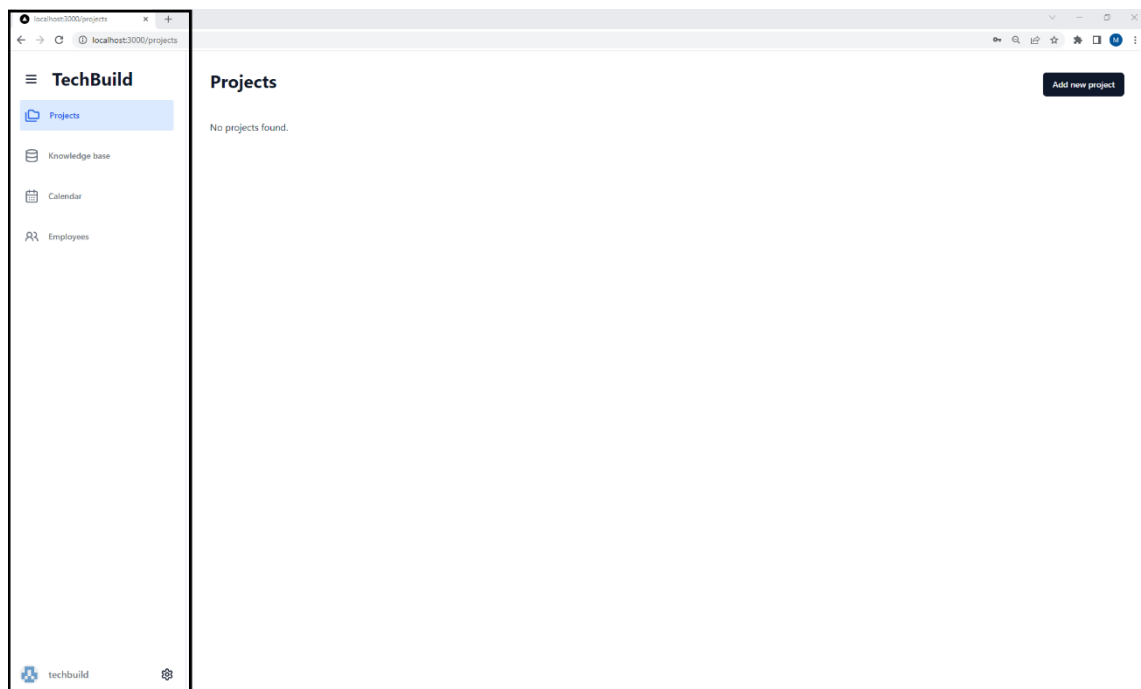 localhost:3000/projects
localhost:3000/projects
M
TechBuild
Projects
Knowledge base
Calendar
Employees
techbuild
Projects
Add new project
No projects found.